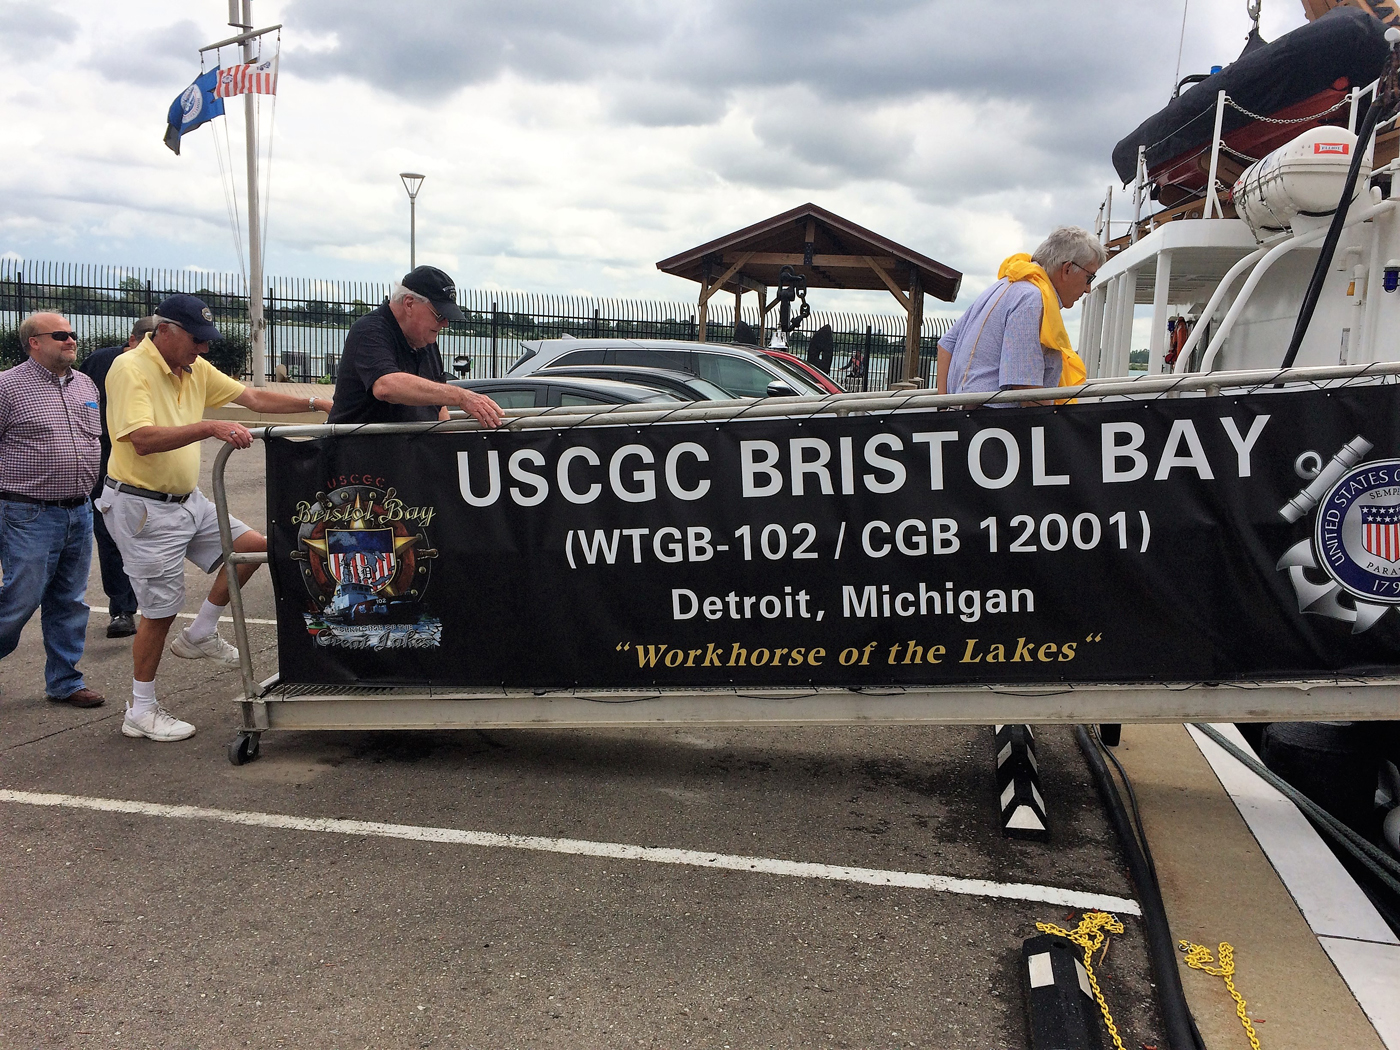 USCGC BRISTOL BAY
(WTGB-102 / CGB 12001)
Detroit, Michigan
“Workhorse of the Lakes“
USCGC
Bristol Bay
Great Lakes
UNITED STATES
SEMP
PARA
179